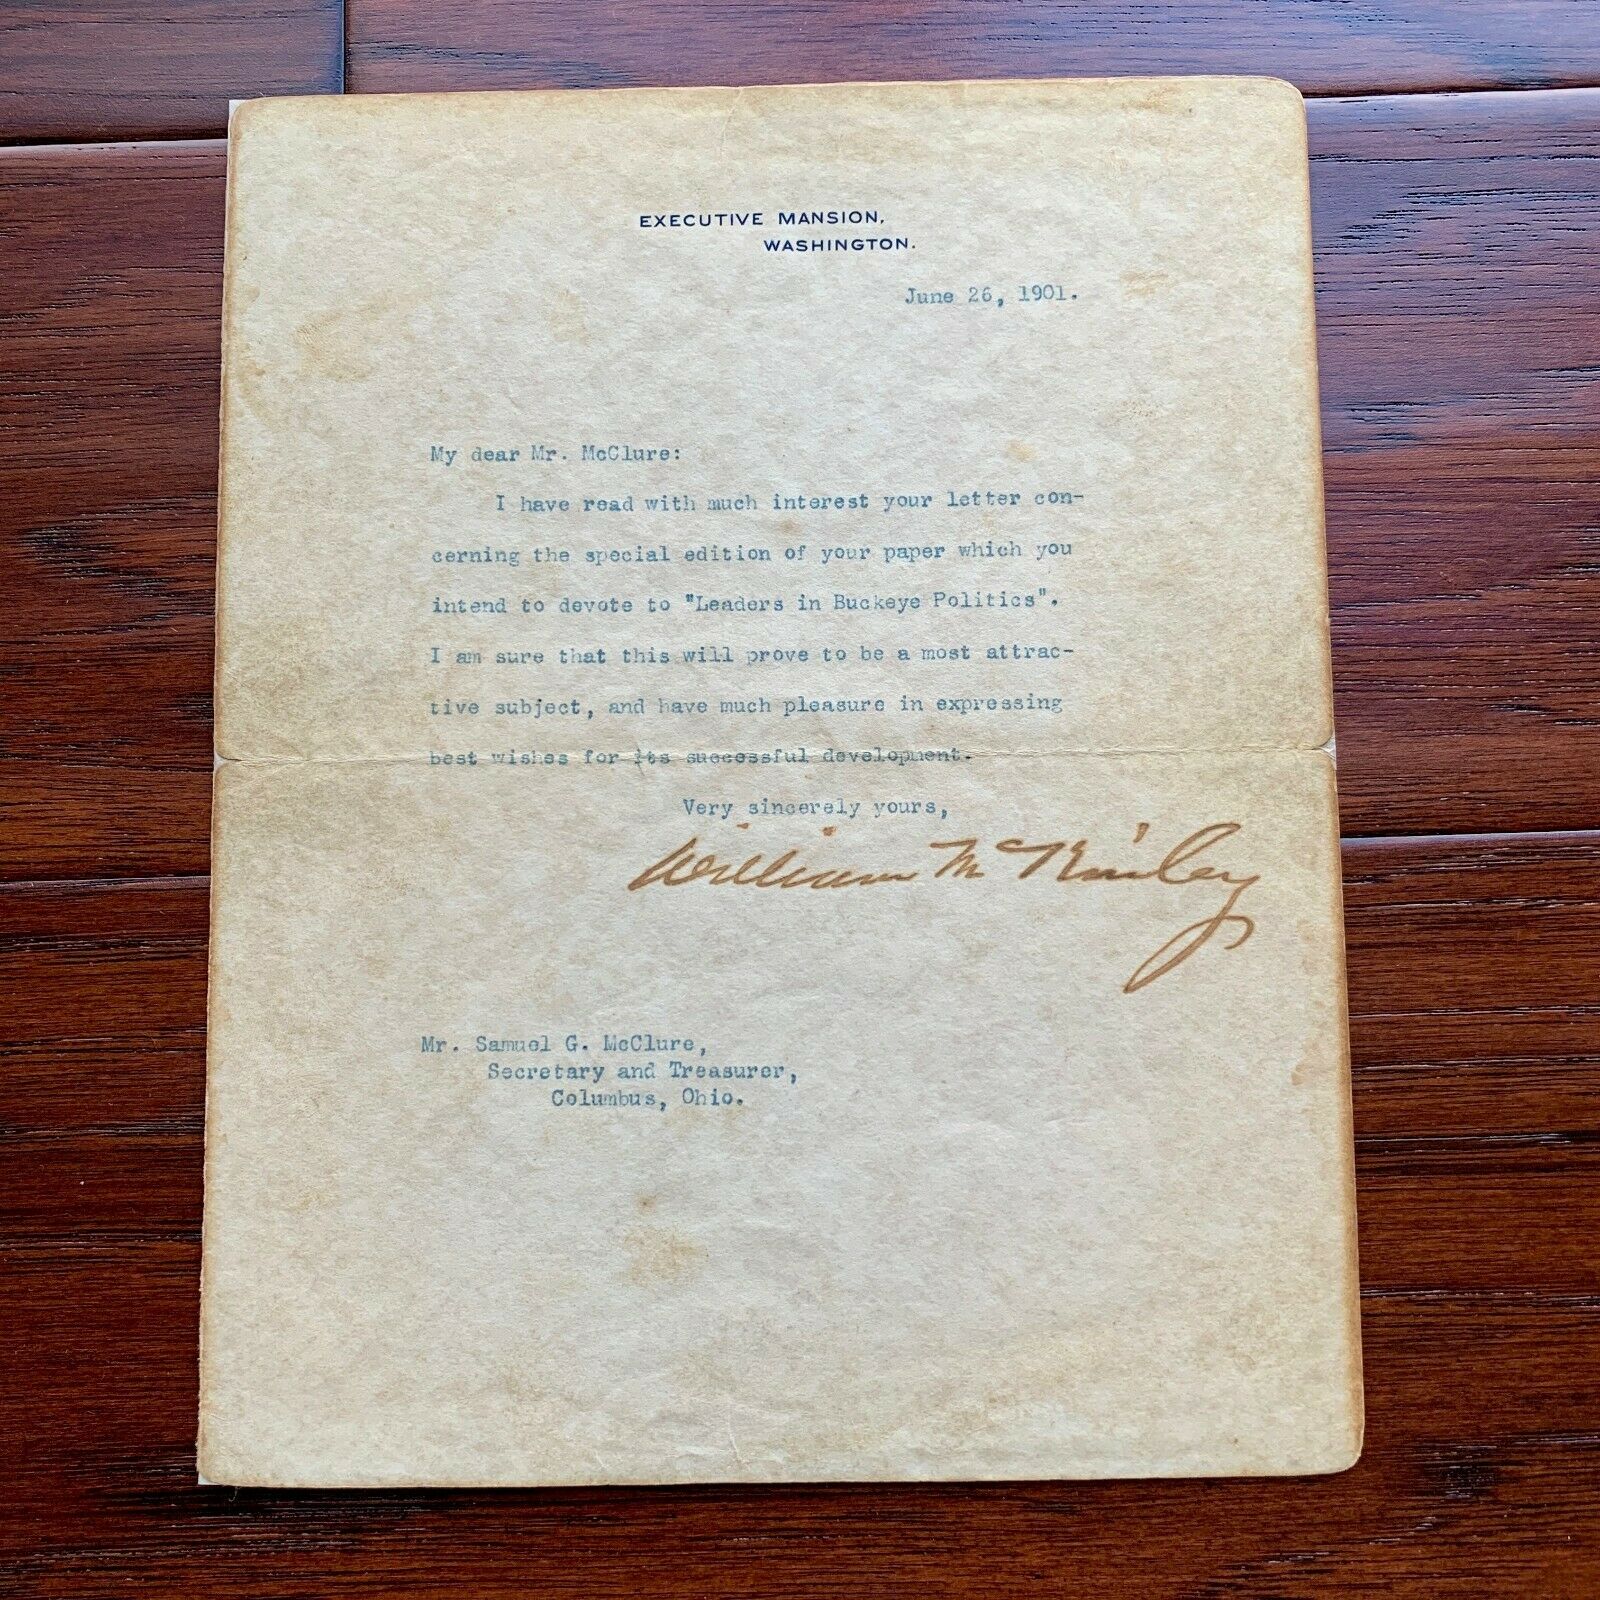 EXECUTIVE MANSION,
WASHINGTON.
June 26, 1901.
My dear Mr. McClure:
I have read with much interest your letter con-
cerning the special edition of your paper which you
intend to devote to "Leaders in Buckeye Politics".
I am sure that this will prove to be a most attrac-
tive subject, and have much pleasure in expressing
best wishes for its successful development.
Very sincerely yours,
William McKinley
Mr. Samuel G. McClure,
Secretary and Treasurer,
Columbus, Ohio.